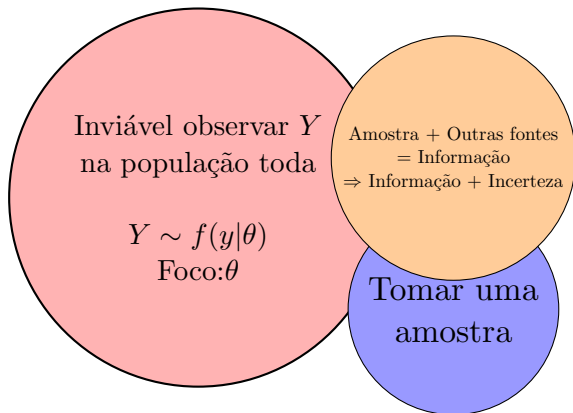 Inviável observar Y
na população toda
Y ∼ f(y|θ)
Foco:θ
Amostra + Outras fontes
= Informação
⇒ Informação + Incerteza
Tomar uma
amostra